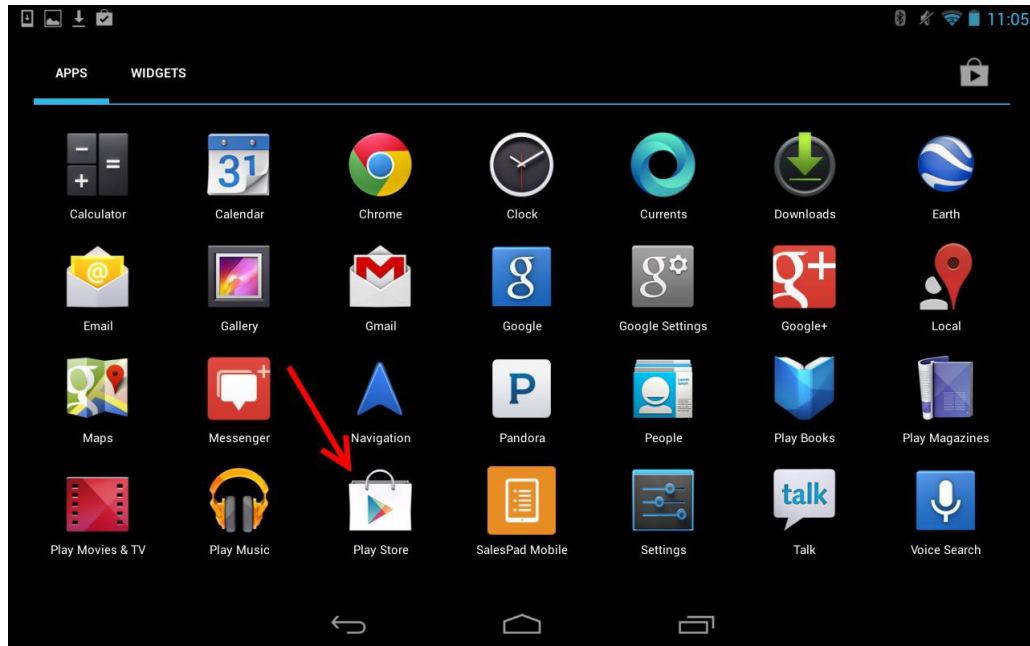 11:05
APPS WIDGETS
31
Calculator Calendar Chrome Clock Currents Downloads Earth
@ g g g+
Email Gallery Gmail Google Google Settings Google+ Local
g + P
Maps Messenger Navigation Pandora People Play Books Play Magazines
talk
Play Movies & TV Play Music Play Store SalesPad Mobile Settings Talk Voice Search